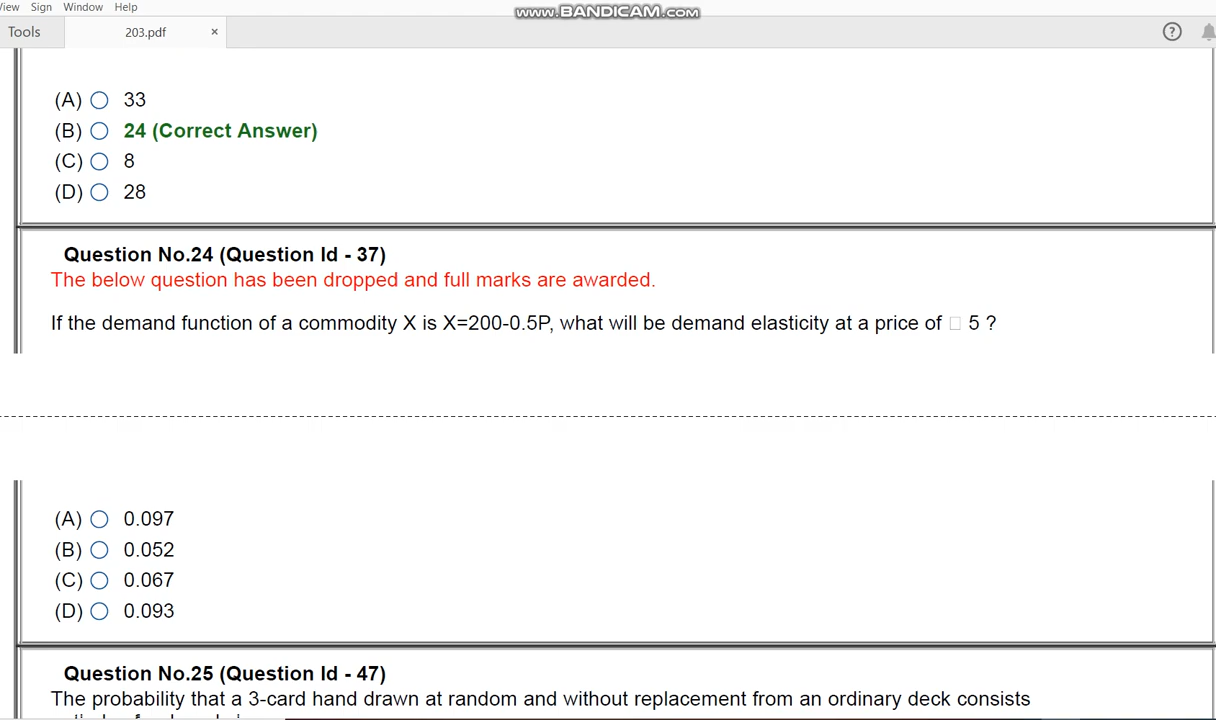 View Sign Window Help
www.BANDICAM.com
Tools 203.pdf × ?
(A) 33
(B) 24 (Correct Answer)
(C) 8
(D) 28
Question No.24 (Question Id - 37)
The below question has been dropped and full marks are awarded.
If the demand function of a commodity X is X=200-0.5P, what will be demand elasticity at a price of □ 5 ?
(A) 0.097
(B) 0.052
(C) 0.067
(D) 0.093
Question No.25 (Question Id - 47)
The probability that a 3-card hand drawn at random and without replacement from an ordinary deck consists